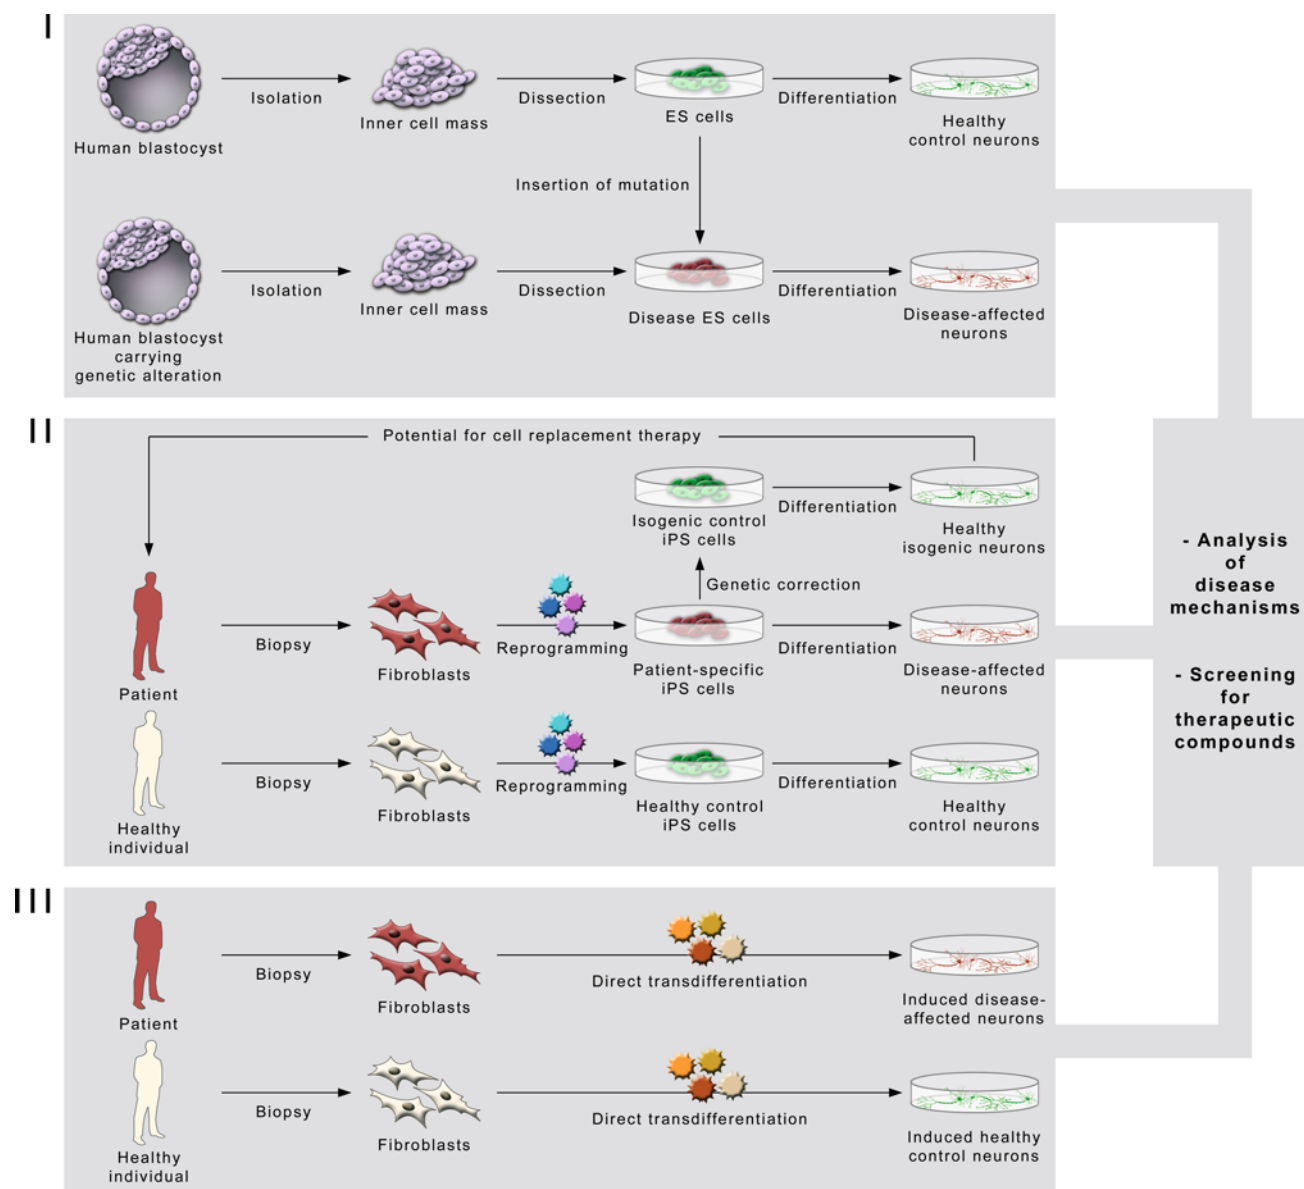 I
Isolation
Dissection
Differentiation
Human blastocyst
Inner cell mass
ES cells
Healthy
control neurons
Insertion of mutation
Isolation
Dissection
Differentiation
Human blastocyst
carrying
genetic alteration
Inner cell mass
Disease ES cells
Disease-affected
neurons
II
Potential for cell replacement therapy
Isogenic control
iPS cells
Differentiation
Healthy
isogenic neurons
Genetic correction
Patient
Biopsy
Fibroblasts
Reprogramming
Patient-specific
iPS cells
Differentiation
Disease-affected
neurons
Healthy
individual
Biopsy
Fibroblasts
Reprogramming
Healthy control
iPS cells
Differentiation
Healthy
control neurons
- Analysis
of
disease
mechanisms
- Screening
for
therapeutic
compounds
III
Patient
Biopsy
Fibroblasts
Direct transdifferentiation
Induced disease-
affected neurons
Healthy
individual
Biopsy
Fibroblasts
Direct transdifferentiation
Induced healthy
control neurons